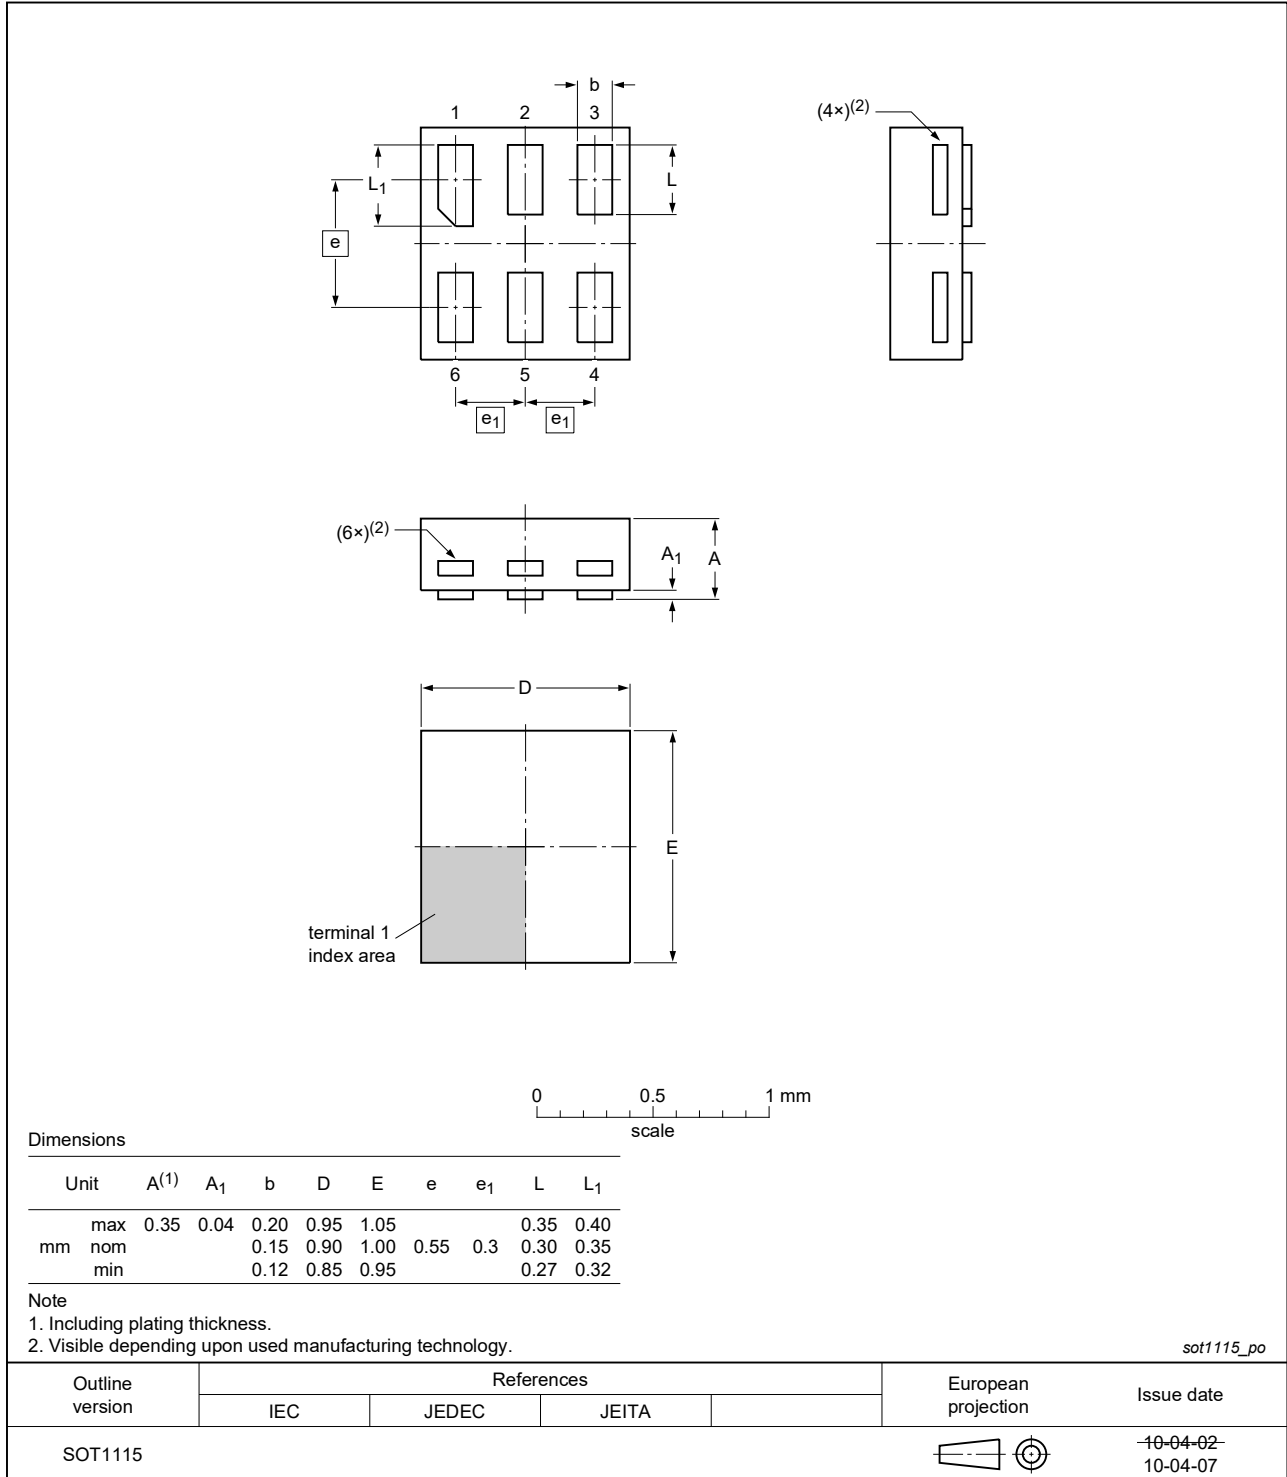 b
1 2 3
L1
L
e
6 5 4
e1 e1
(4×)(2)
(6×)(2)
A1 A
D
E
terminal 1
index area
0 0.5 1 mm
scale
Dimensions
Unit A(1) A1 b D E e e1 L L1
max 0.35 0.04 0.20 0.95 1.05 0.35 0.40
mm nom 0.15 0.90 1.00 0.55 0.3 0.30 0.35
min 0.12 0.85 0.95 0.27 0.32
Note
1. Including plating thickness.
2. Visible depending upon used manufacturing technology.
sot1115_po
Outline
version
References
IEC JEDEC JEITA
European
projection
Issue date
SOT1115
10-04-02
10-04-07